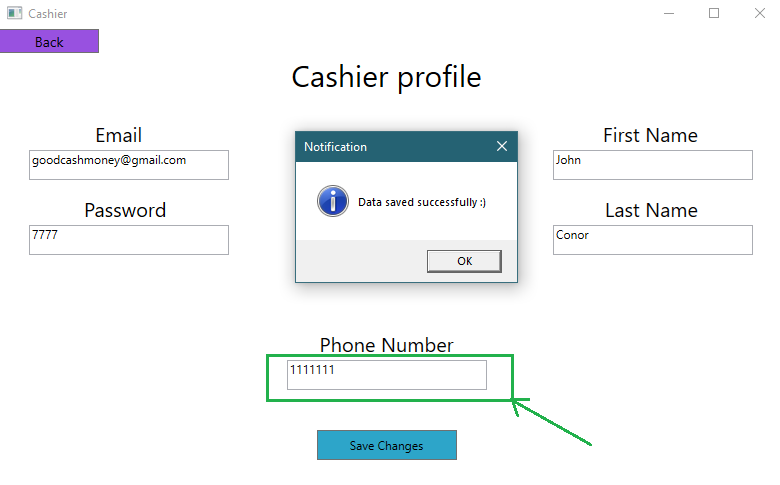 Cashier
Back
Cashier profile
Email
goodcashmoney@gmail.com
Password
7777
Notification
Data saved successfully :)
OK
First Name
John
Last Name
Conor
Phone Number
1111111
Save Changes